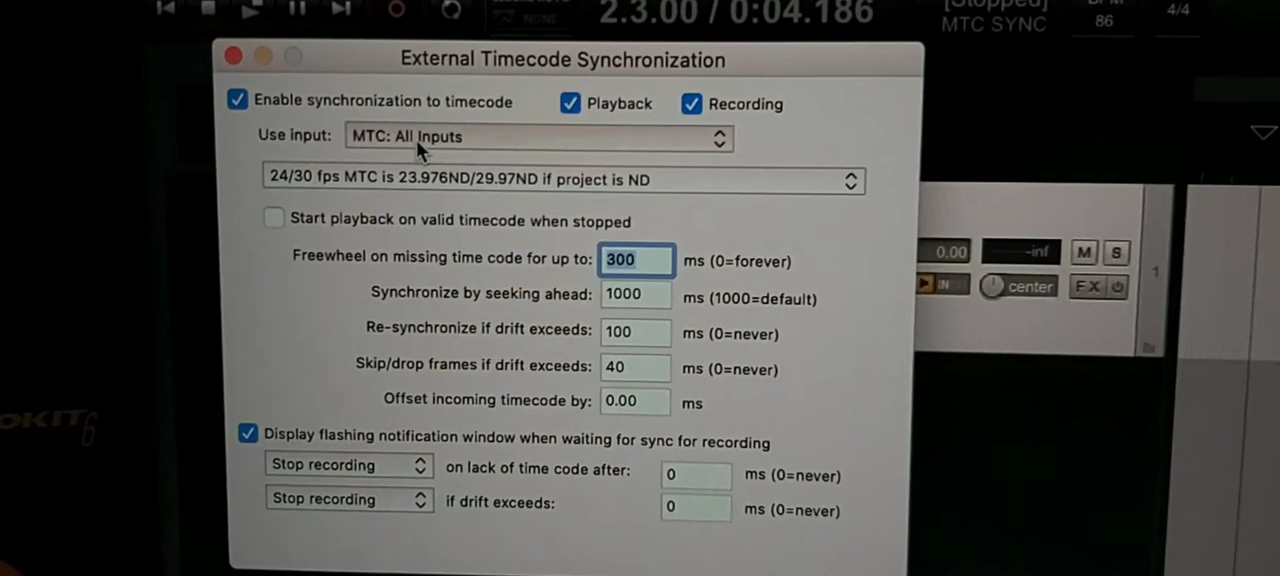 2.3.00 / 0:04.186
[Stopped]
MTC SYNC
BPM
86
4/4
NONE
External Timecode Synchronization
Enable synchronization to timecode Playback Recording
Use input: MTC: All Inputs
24/30 fps MTC is 23.976ND/29.97ND if project is ND
Start playback on valid timecode when stopped
Freewheel on missing time code for up to: 300 ms (0=forever)
Synchronize by seeking ahead: 1000 ms (1000=default)
Re-synchronize if drift exceeds: 100 ms (0=never)
Skip/drop frames if drift exceeds: 40 ms (0=never)
Offset incoming timecode by: 0.00 ms
Display flashing notification window when waiting for sync for recording
Stop recording on lack of time code after: 0 ms (0=never)
Stop recording if drift exceeds: 0 ms (0=never)
0.00 -inf M S
IN center FX
1
OKIT6